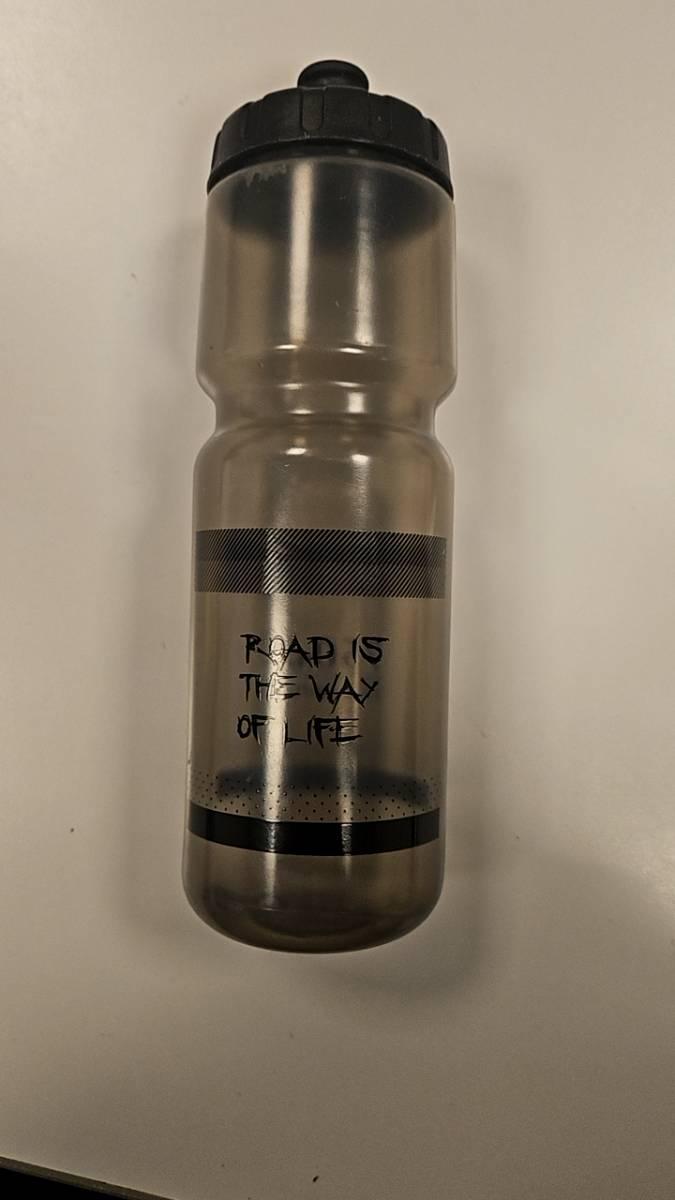 ROAD IS
THE WAY
OF LIFE